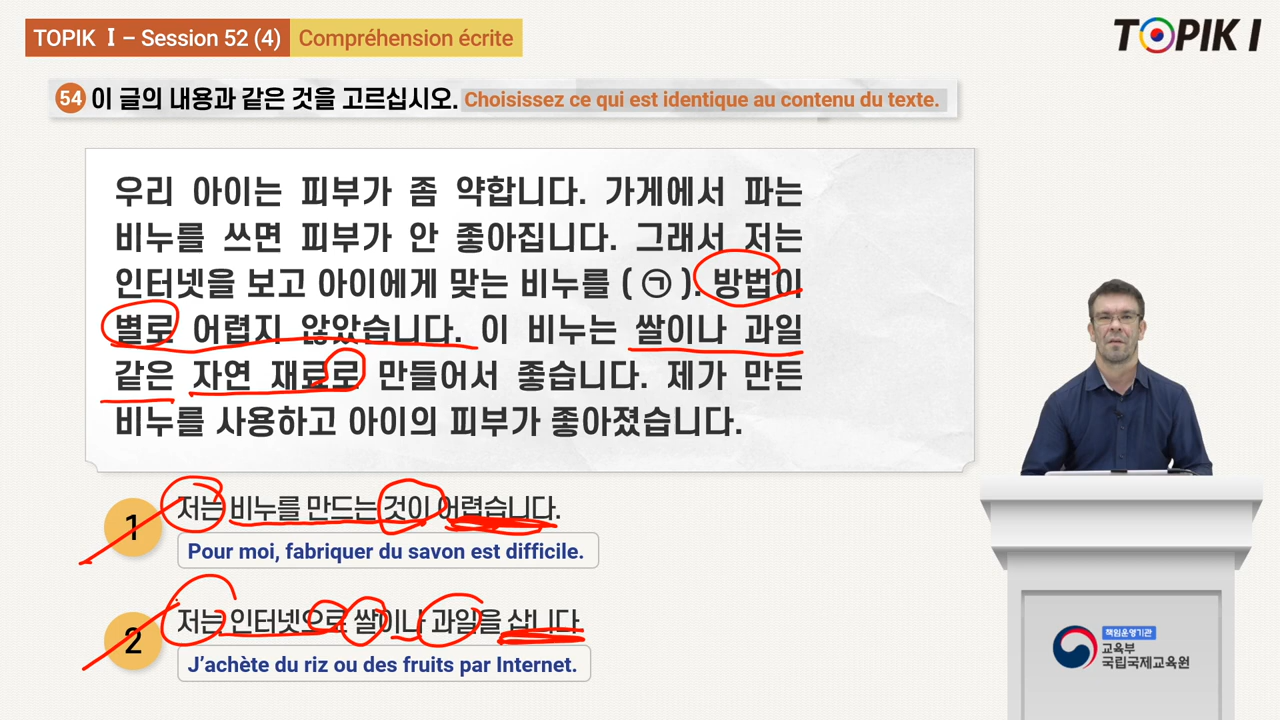 TOPIK Ⅰ – Session 52 (4) Compréhension écrite
TOPIK I
54 이 글의 내용과 같은 것을 고르십시오. Choisissez ce qui est identique au contenu du texte.
우리 아이는 피부가 좀 약합니다. 가게에서 파는
비누를 쓰면 피부가 안 좋아집니다. 그래서 저는
인터넷을 보고 아이에게 맞는 비누를 ( ㉠ ). 방법이
별로 어렵지 않았습니다. 이 비누는 쌀이나 과일
같은 자연 재료로 만들어서 좋습니다. 제가 만든
비누를 사용하고 아이의 피부가 좋아졌습니다.
1 저는 비누를 만드는 것이 어렵습니다.
Pour moi, fabriquer du savon est difficile.
2 저는 인터넷으로 쌀이나 과일을 삽니다.
J'achète du riz ou des fruits par Internet.
책임운영기관
교육부
국립국제교육원